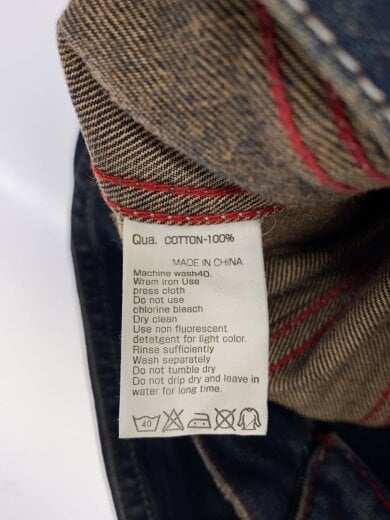 Qua. COTTON-100%
MADE IN CHINA
Machine wash40.
Wram iron Use
press cloth
Do not use
chlorine bleach
Dry clean
Use non fluorescent
detetgent for light color.
Rinse sufficiently
Wash separately
Do not tumble dry
Do not drip dry and leave in
water for long time.
40